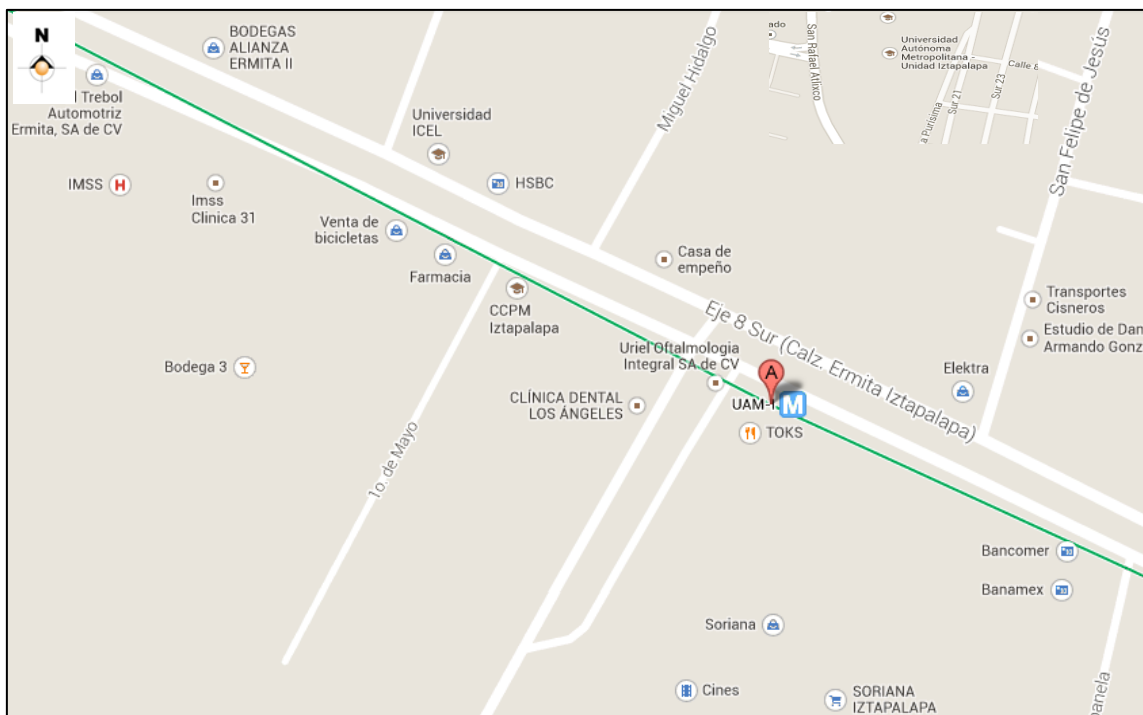 N
BODEGAS
ALIANZA
ERMITA II
Trebol
Automotriz
Ermita, SA de CV
IMSS
H
Imss
Clinica 31
Universidad
ICEL
HSBC
Miguel Hidalgo
ado
San Rafael Atlixco
Universidad
Autónoma
Metropolitana -
Unidad Iztapalapa
Calle 8
Sur 21
Sur 23
a Purísima
San Felipe de Jesús
Venta de
bicicletas
Farmacia
CCPM
Iztapalapa
Casa de
empeño
Eje 8 Sur (Calz. Ermita Iztapalapa)
Transportes
Cisneros
Estudio de Dan
Armando Gonz
Elektra
Uriel Oftalmologia
Integral SA de CV
Bodega 3
CLÍNICA DENTAL
LOS ÁNGELES
A
UAM-I
M
TOKS
1o. de Mayo
Bancomer
Banamex
Soriana
Cines
SORIANA
IZTAPALAPA
anela